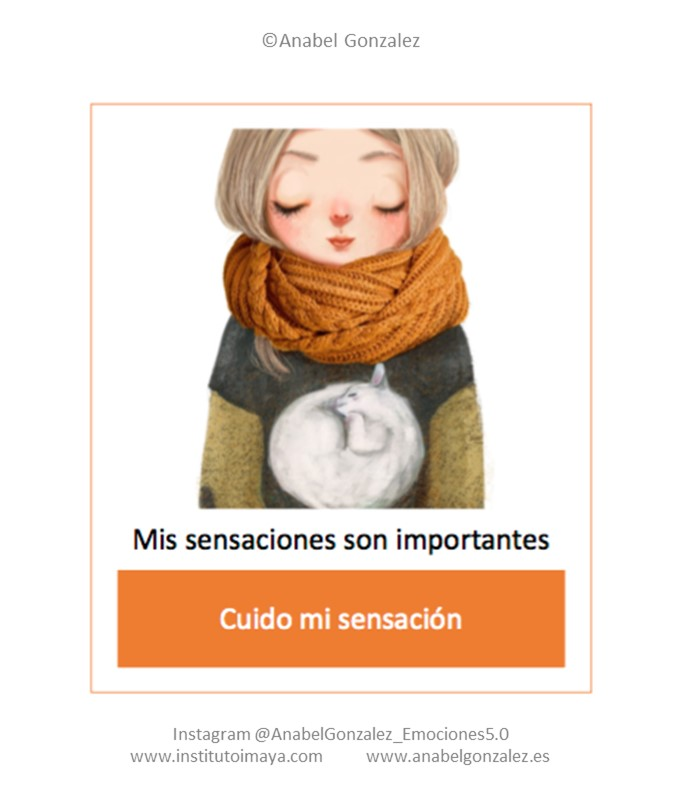 ©Anabel Gonzalez
Mis sensaciones son importantes
Cuido mi sensación
Instagram @AnabelGonzalez_Emociones5.0
www.institutoimaya.com www.anabelgonzalez.es